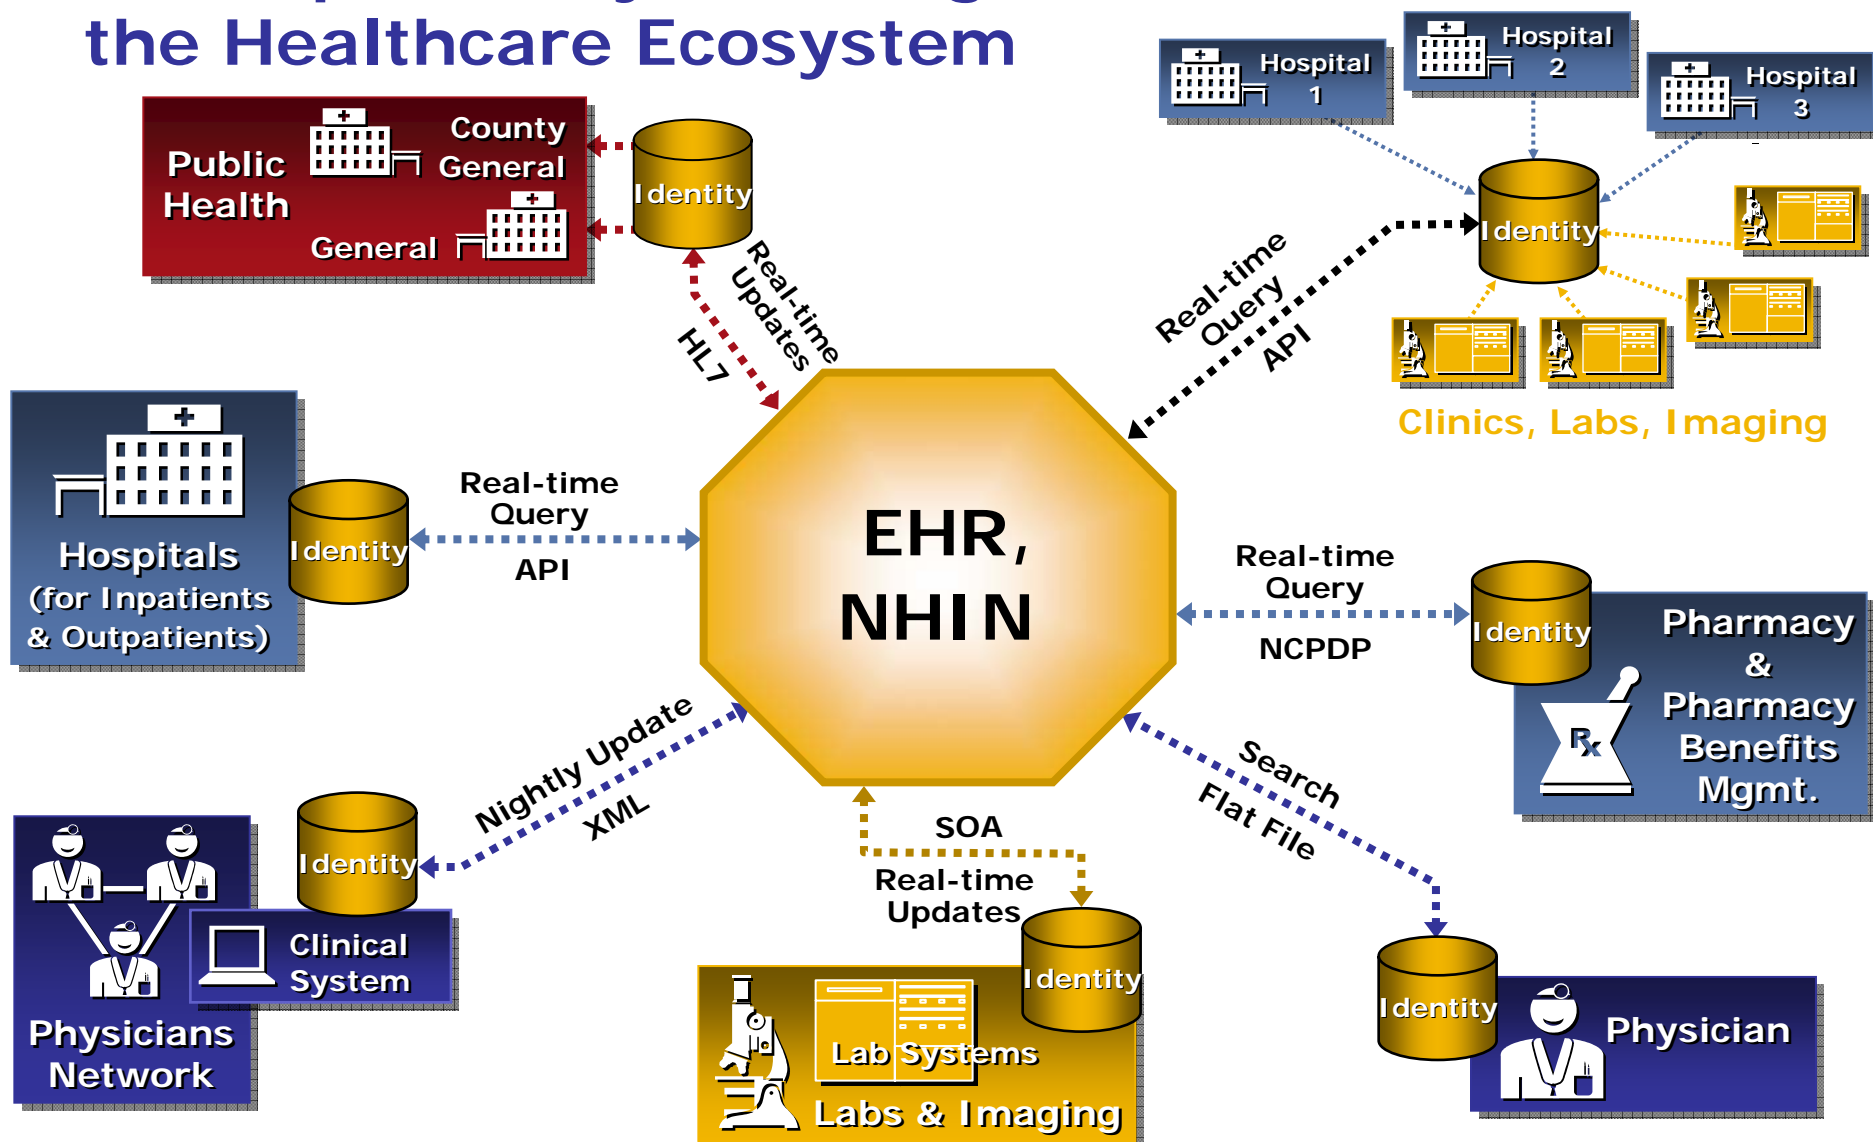 the Healthcare Ecosystem
Hospital
1
Hospital
2
Hospital
3
Public
Health
County
General
General
Identity
Identity
Real-time
Updates
HL7
Real-time
Query
API
Clinics, Labs, Imaging
Hospitals
(for Inpatients
& Outpatients)
Identity
Real-time
Query
API
EHR,
NHIN
Real-time
Query
NCPDP
Identity
Pharmacy
&
Pharmacy
Benefits
Mgmt.
Rx
Nightly Update
XML
Identity
Clinical
System
Physicians
Network
SOA
Real-time
Updates
Identity
Lab Systems
Labs & Imaging
Search
Flat File
Identity
Physician